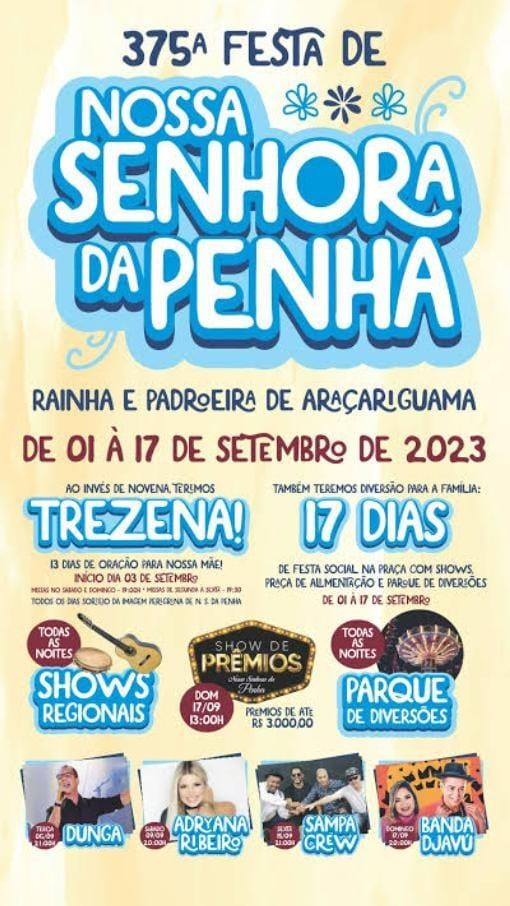 375ª FESTA DE
NOSSA
SENHORA
DA PENHA
RAINHA E PADROEIRA DE ARAÇARIGUAMA
DE 01 À 17 DE SETEMBRO DE 2023
AO INVÉS DE NOVENA, TEREMOS
TREZENA!
13 DIAS DE ORAÇÃO PARA NOSSA MÃE!
INÍCIO DIA 03 DE SETEMBRO
MISSAS NO SÁBADO E DOMINGO - 19:00H • MISSAS DE SEGUNDA A SEXTA - 19:30
TODOS OS DIAS SORTEIO DA IMAGEM PEREGRINA DE N. S. DA PENHA
TAMBÉM TEREMOS DIVERSÃO PARA A FAMÍLIA:
17 DIAS
DE FESTA SOCIAL NA PRAÇA COM SHOWS,
PRAÇA DE ALIMENTAÇÃO E PARQUE DE DIVERSÕES
DE 01 À 17 DE SETEMBRO
TODAS
AS
NOITES
SHOWS
REGIONAIS
SHOW DE
PRÊMIOS
Nossa Senhora da
Penha
DOM
17/09
13:00H
PRÊMIOS DE ATÉ
R$ 3.000,00
TODAS
AS
NOITES
PARQUE
DE DIVERSÕES
TERÇA
05/09
21:00H
DUNGA
SÁBADO
09/09
20:00H
ADRYANA
RIBEIRO
SEXTA
15/09
21:00H
SAMPA
CREW
DOMINGO
17/09
20:00H
BANDA
DJAVÚ